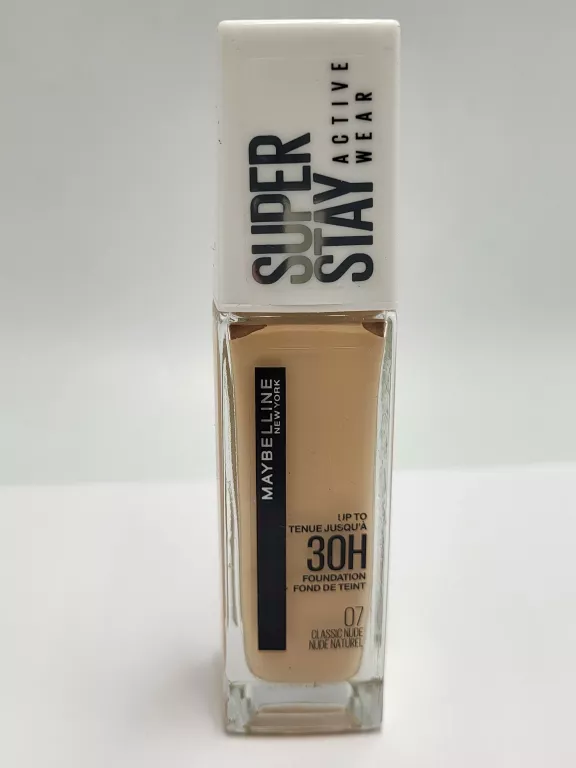 SUPER
STAY
ACTIVE
WEAR
MAYBELLINE
NEW YORK
UP TO
TENUE JUSQU'À
30H
FOUNDATION
FOND DE TEINT
07
CLASSIC NUDE
NUDE NATUREL